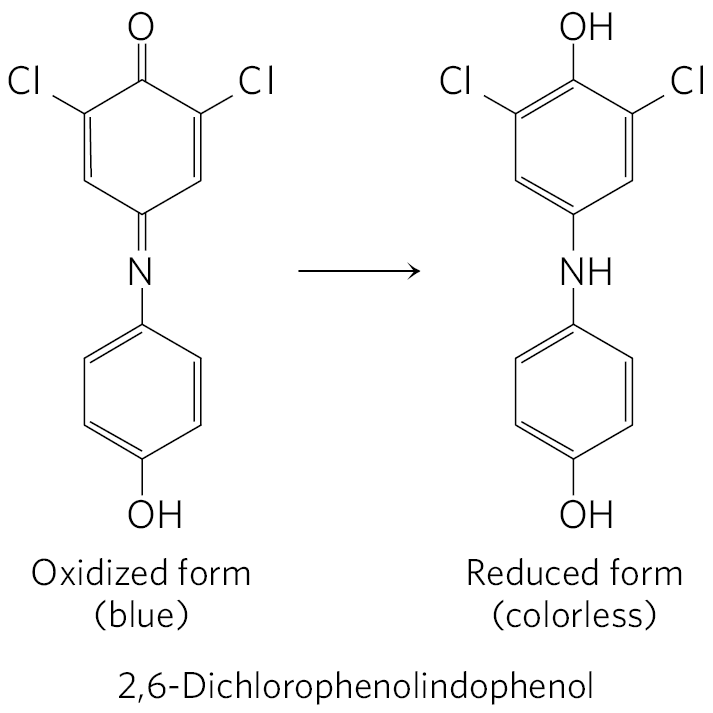 O OH
Cl Cl Cl Cl
N NH
OH OH
Oxidized form Reduced form
(blue) (colorless)
2,6-Dichlorophenolindophenol